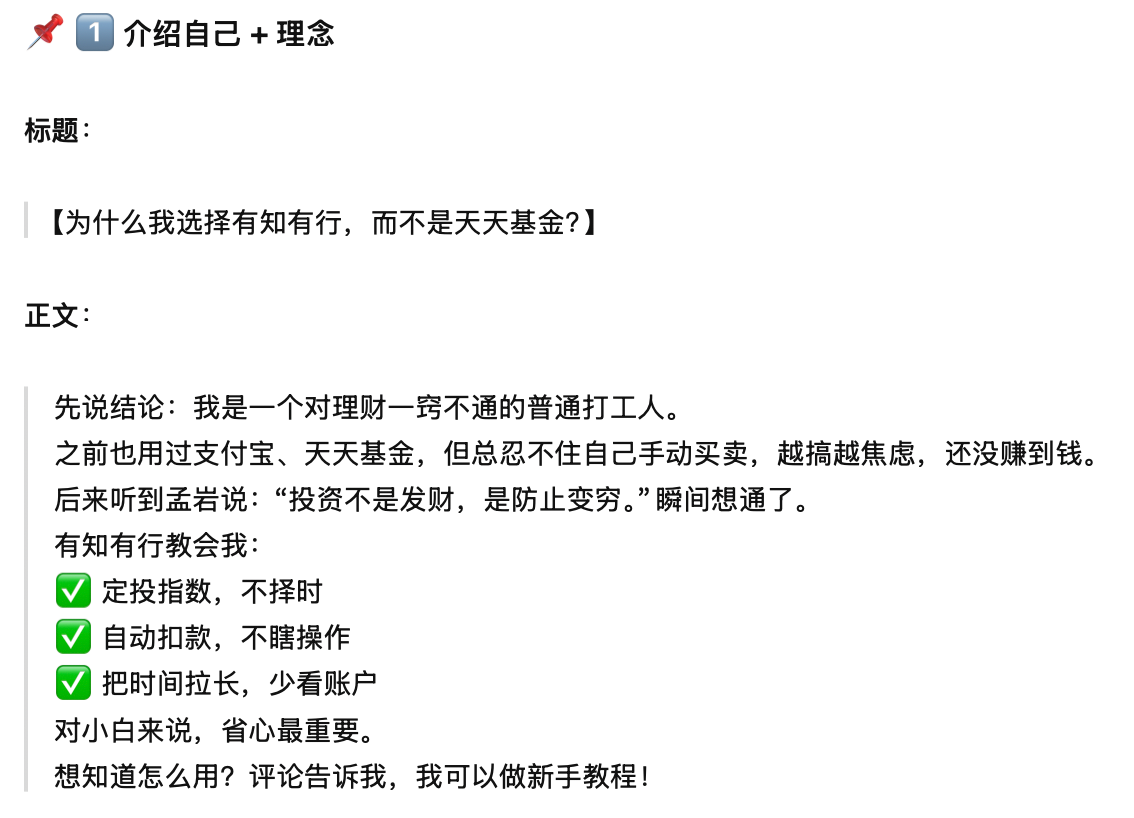 📌 1️⃣ 介绍自己 + 理念
标题：
【为什么我选择有知有行，而不是天天基金？】
正文：
先说结论：我是一个对理财一窍不通的普通打工人。
之前也用过支付宝、天天基金，但总忍不住自己手动买卖，越搞越焦虑，还没赚到钱。
后来听到孟岩说：“投资不是发财，是防止变穷。”瞬间想通了。
有知有行教会我：
✅ 定投指数，不择时
✅ 自动扣款，不瞎操作
✅ 把时间拉长，少看账户
对小白来说，省心最重要。
想知道怎么用？评论告诉我，我可以做新手教程！